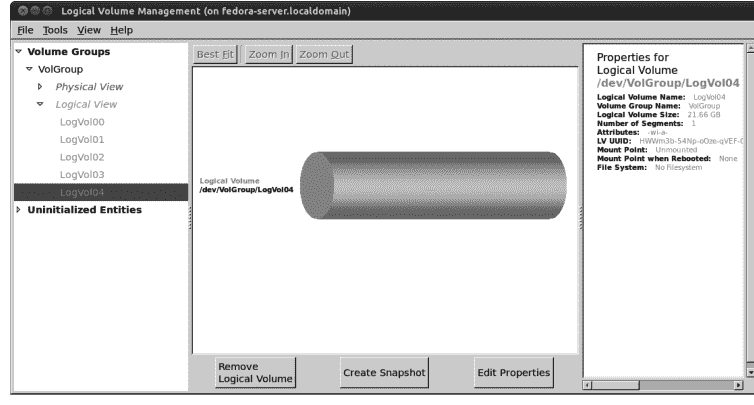 Logical Volume Management (on fedora-server.localdomain)
File Tools View Help
Volume Groups
VolGroup
Physical View
Logical View
LogVol00
LogVol01
LogVol02
LogVol03
LogVol04
Uninitialized Entities
Best Fit Zoom In Zoom Out
Logical Volume
/dev/VolGroup/LogVol04
Remove
Logical Volume
Create Snapshot
Edit Properties
Properties for
Logical Volume
/dev/VolGroup/LogVol04
Logical Volume Name: LogVol04
Volume Group Name: VolGroup
Logical Volume Size: 21.66 GB
Number of Segments: 1
Attributes: -wi-a-
LV UUID:
Mount Point: Unmounted
Mount Point when Rebooted: None
File System: No Filesystem